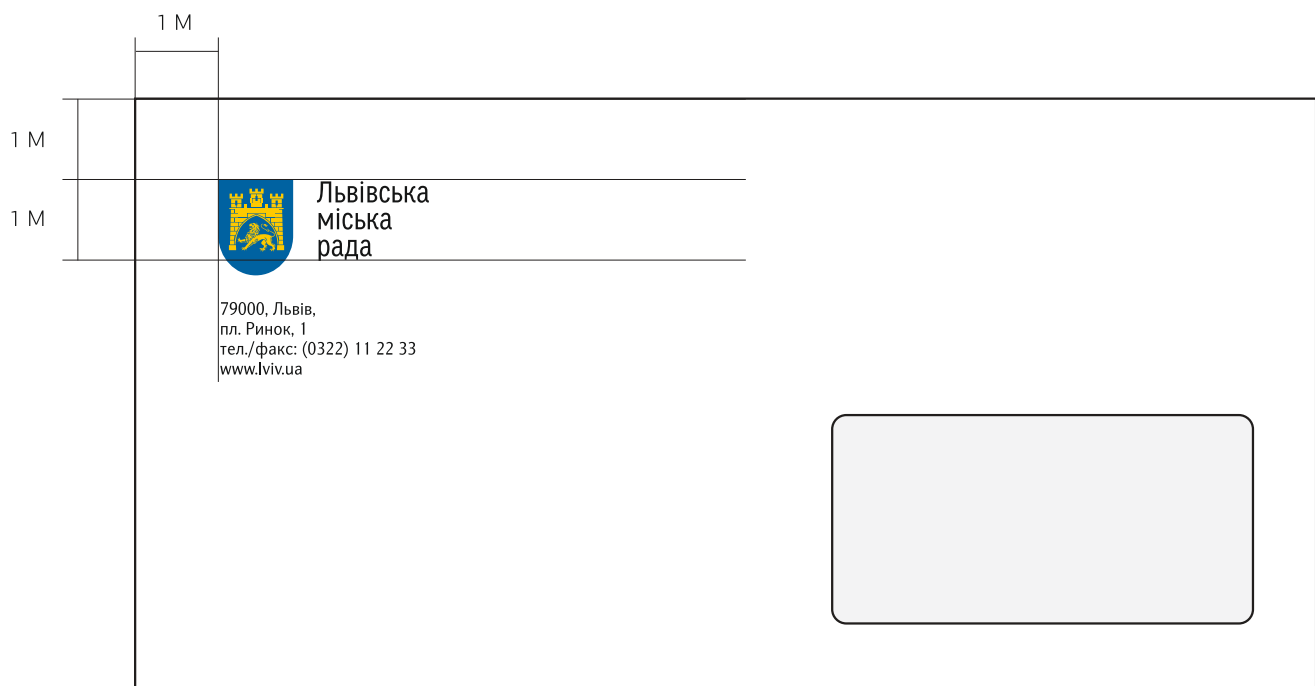 1 M
1 M
1 M
Львівська
міська
рада
79000, Львів,
пл. Ринок, 1
тел./факс: (0322) 11 22 33
www.lviv.ua